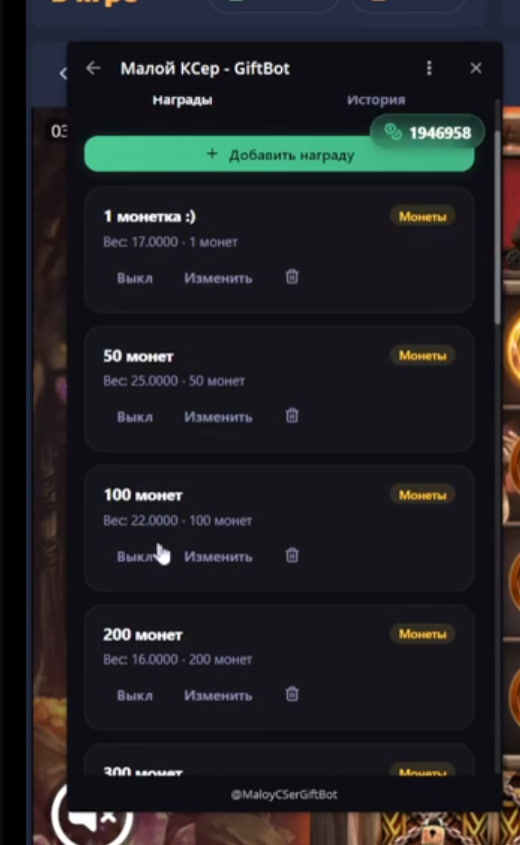 Малой КСер - GiftBot
Награды
История
03
1946958
+ Добавить награду
1 монетка :)
Монеты
Вес: 17.0000 · 1 монет
Выкл Изменить
50 монет
Монеты
Вес: 25.0000 · 50 монет
Выкл Изменить
100 монет
Монеты
Вес: 22.0000 · 100 монет
Выкл Изменить
200 монет
Монеты
Вес: 16.0000 · 200 монет
Выкл Изменить
300 монет
Монеты
@MaloyCSerGiftBot